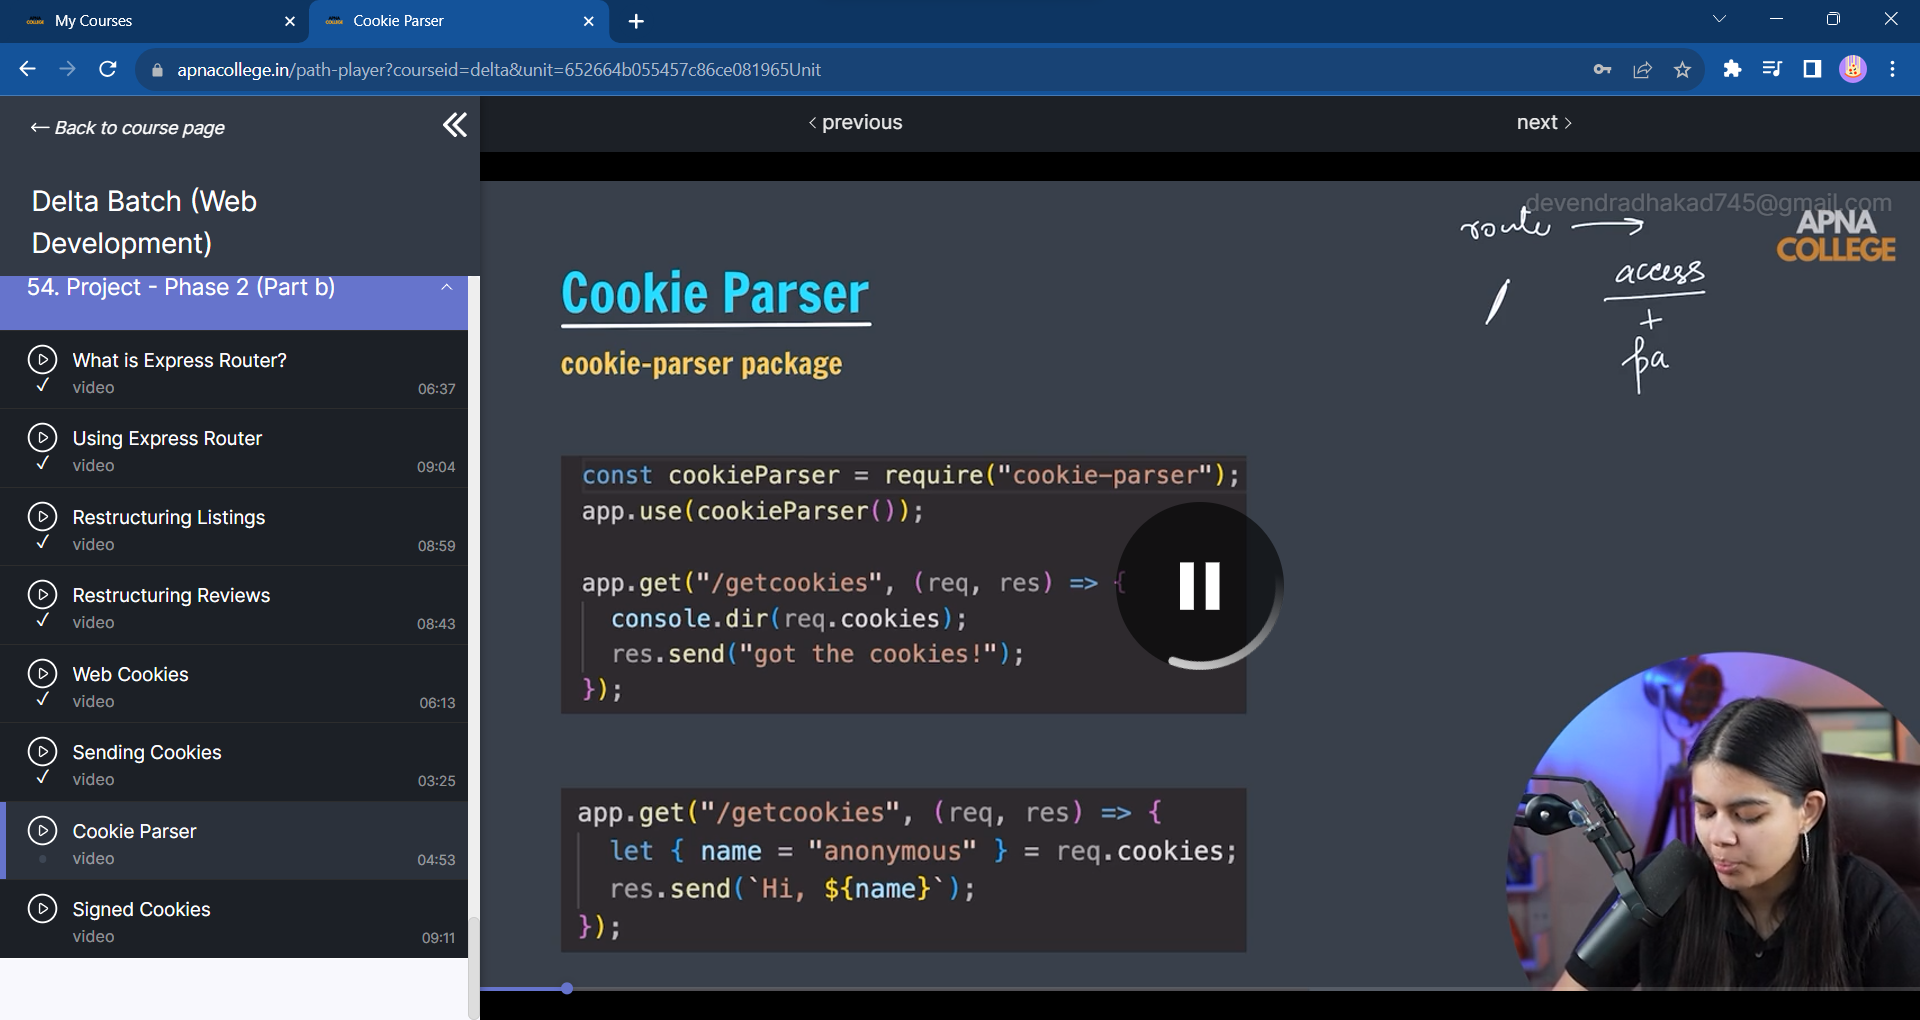 My Courses
Cookie Parser
apnacollege.in/path-player?courseid=delta&unit=652664b055457c86ce081965Unit
← Back to course page
Delta Batch (Web
Development)
54. Project - Phase 2 (Part b)
What is Express Router?
video 06:37
Using Express Router
video 09:04
Restructuring Listings
video 08:59
Restructuring Reviews
video 08:43
Web Cookies
video 06:13
Sending Cookies
video 03:25
Cookie Parser
video 04:53
Signed Cookies
video 09:11
‹ previous
next ›
devendradhakad745@gmail.com
APNA
COLLEGE
route →
access
+
pa
Cookie Parser
cookie-parser package
const cookieParser = require("cookie-parser");
app.use(cookieParser());
app.get("/getcookies", (req, res) => {
console.dir(req.cookies);
res.send("got the cookies!");
});
app.get("/getcookies", (req, res) => {
let { name = "anonymous" } = req.cookies;
res.send(`Hi, ${name}`);
});